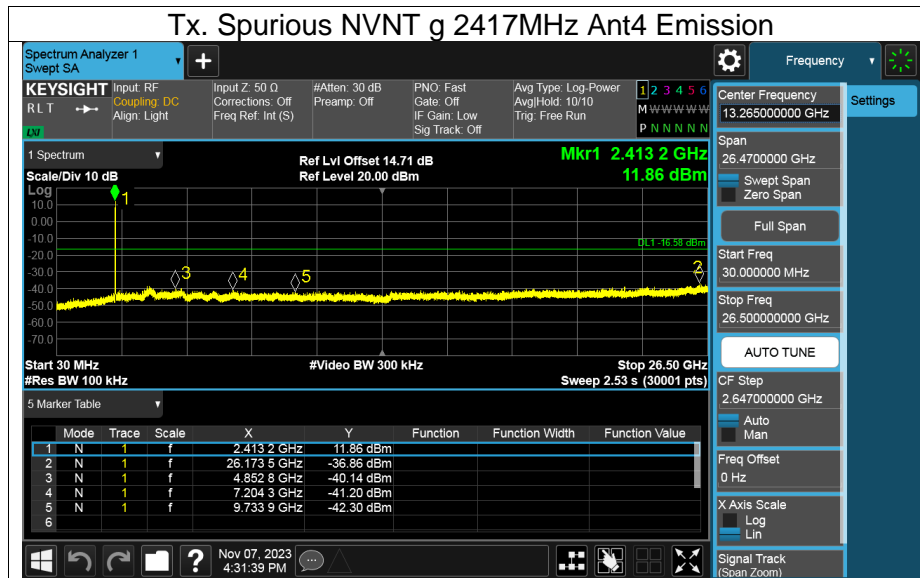 Tx. Spurious NVNT g 2417MHz Ant4 Emission
Spectrum Analyzer 1
Swept SA
+
Frequency
KEYSIGHT
R L T
LXI
Input: RF
Coupling: DC
Align: Light
Input Z: 50 Ω
Corrections: Off
Freq Ref: Int (S)
#Atten: 30 dB
Preamp: Off
PNO: Fast
Gate: Off
IF Gain: Low
Sig Track: Off
Avg Type: Log-Power
Avg|Hold: 10/10
Trig: Free Run
1 2 3 4 5 6
M W W W W W
P N N N N N
1 Spectrum
Scale/Div 10 dB
Ref Lvl Offset 14.71 dB
Ref Level 20.00 dBm
Mkr1 2.413 2 GHz
11.86 dBm
Log
10.0
0.00
-10.0
-20.0
-30.0
-40.0
-50.0
-60.0
-70.0
1
DL1 -16.58 dBm
3
4
5
2
Start 30 MHz
#Res BW 100 kHz
#Video BW 300 kHz
Stop 26.50 GHz
Sweep 2.53 s (30001 pts)
5 Marker Table
Mode Trace Scale X Y Function Function Width Function Value
1 N 1 f 2.413 2 GHz 11.86 dBm
2 N 1 f 26.173 5 GHz -36.86 dBm
3 N 1 f 4.852 8 GHz -40.14 dBm
4 N 1 f 7.204 3 GHz -41.20 dBm
5 N 1 f 9.733 9 GHz -42.30 dBm
6
?
Nov 07, 2023
4:31:39 PM
Center Frequency
13.265000000 GHz
Settings
Span
26.4700000 GHz
Swept Span
Zero Span
Full Span
Start Freq
30.000000 MHz
Stop Freq
26.500000000 GHz
AUTO TUNE
CF Step
2.647000000 GHz
Auto
Man
Freq Offset
0 Hz
X Axis Scale
Log
Lin
Signal Track
(Span Zoom)